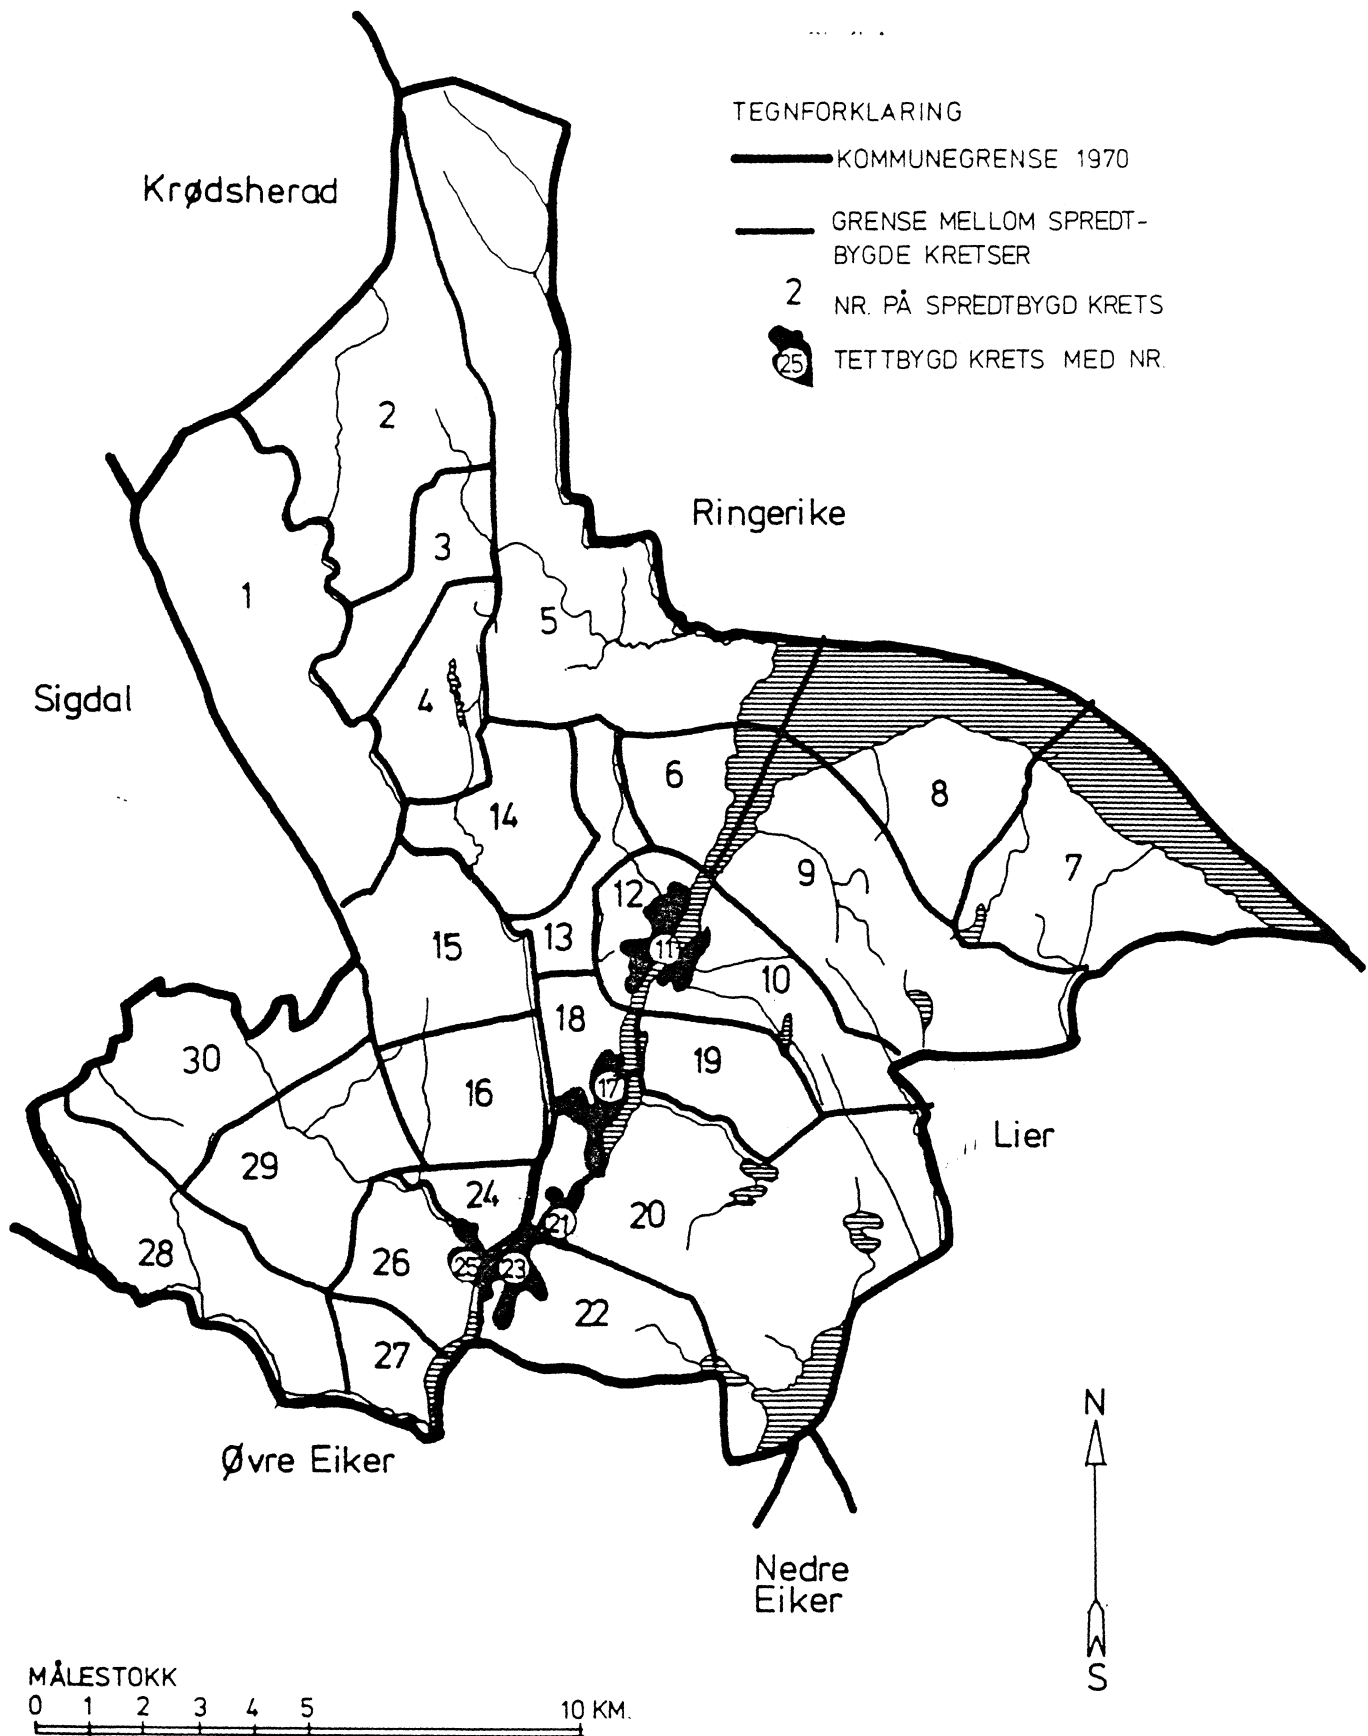 TEGNFORKLARING
KOMMUNEGRENSE 1970
GRENSE MELLOM SPREDT-
BYGDE KRETSER
2 NR. PÅ SPREDTBYGD KRETS
25 TETTBYGD KRETS MED NR.
Krødsherad
2
Ringerike
3
1
5
Sigdal
4
6
8
14
9
7
12
13
11
15
10
18
30
19
17
16
Lier
29
24
21
20
28
26
25
23
22
27
Øvre Eiker
N
Nedre
Eiker
S
MÅLESTOKK
0 1 2 3 4 5 10 KM.